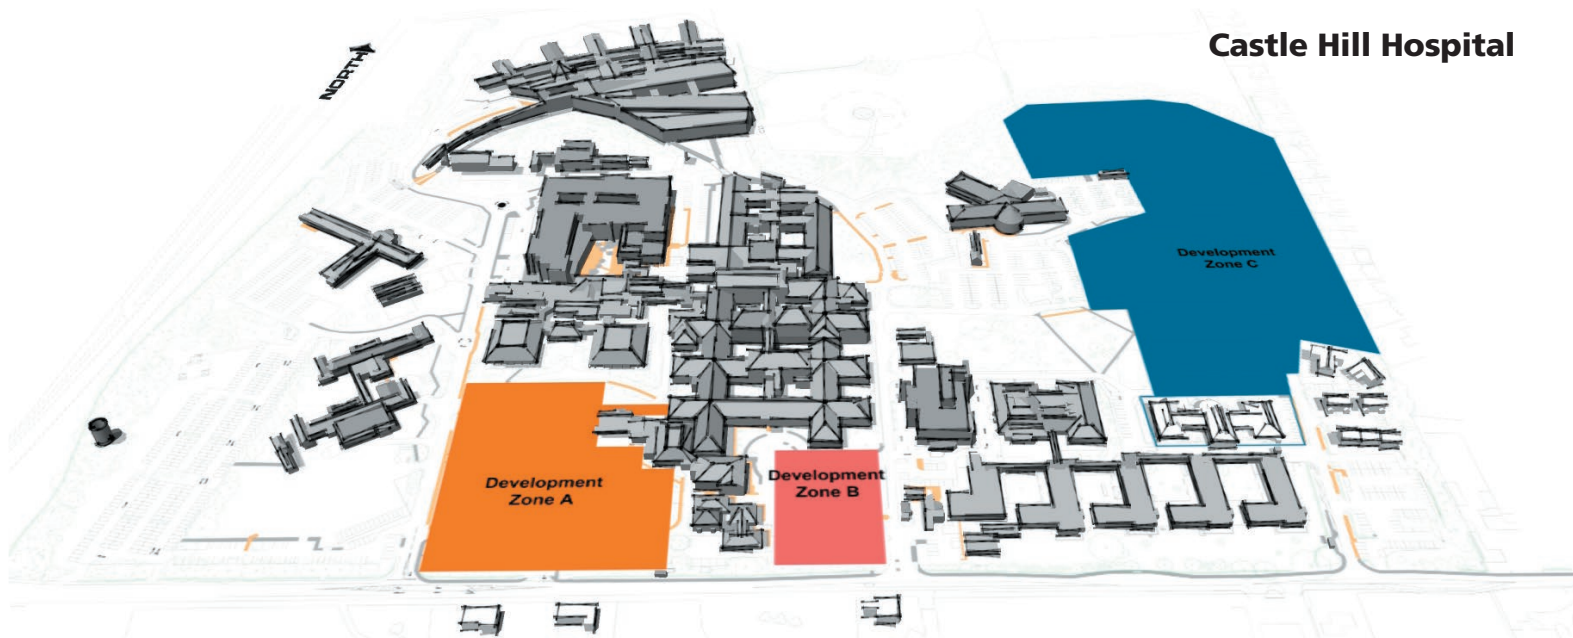 Castle Hill Hospital
NORTH
Development
Zone C
Development
Zone A
Development
Zone B